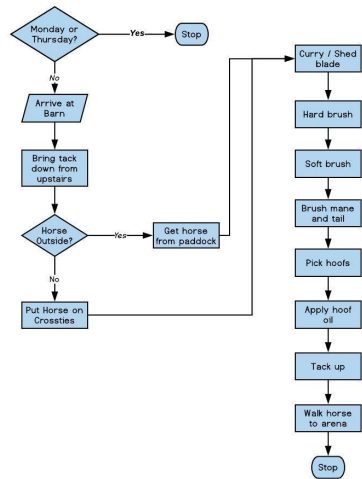 Monday or
Thursday?
Yes
Stop
No
Arrive at
Barn
Bring tack
down from
upstairs
Horse
Outside?
Yes
Get horse
from paddock
No
Put Horse on
Crossties
Curry / Shed
blade
Hard brush
Soft brush
Brush mane
and tail
Pick hoofs
Apply hoof
oil
Tack up
Walk horse
to arena
Stop